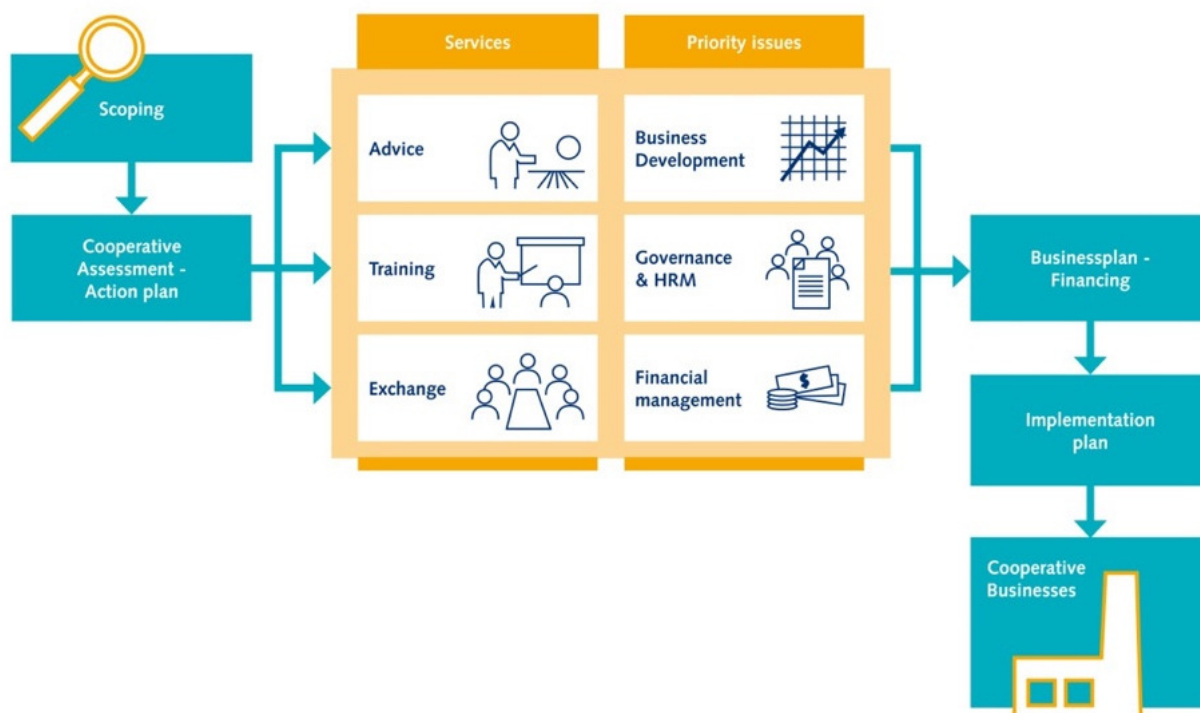 Scoping
Cooperative
Assessment -
Action plan
Services
Advice
Training
Exchange
Priority issues
Business
Development
Governance
& HRM
Financial
management
$
Businessplan -
Financing
Implementation
plan
Cooperative
Businesses